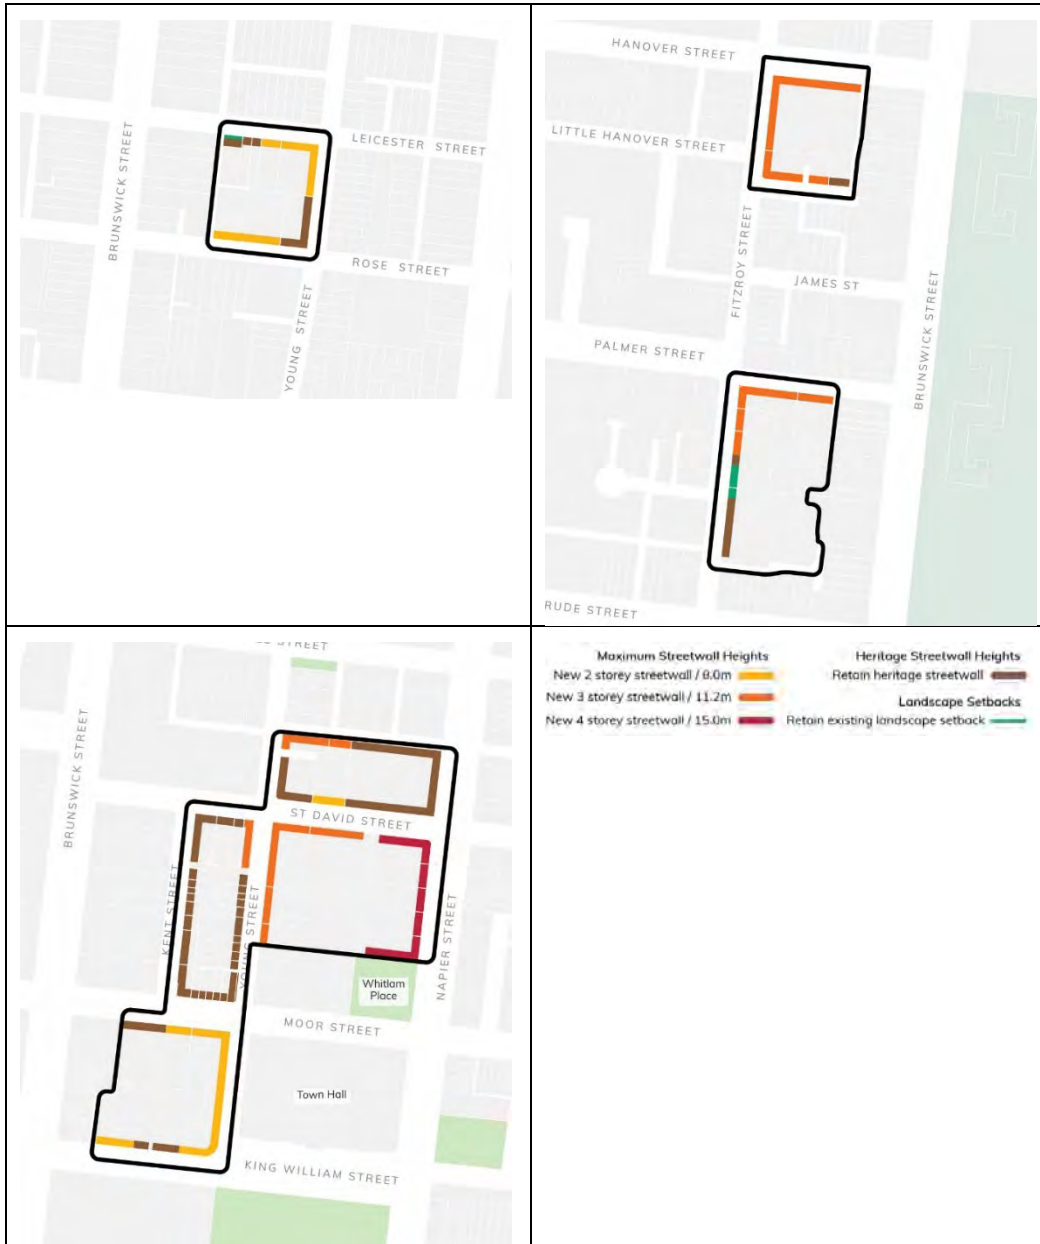 BRUNSWICK STREET
LEICESTER STREET
ROSE STREET
YOUNG STREET
HANOVER STREET
LITTLE HANOVER STREET
FITZROY STREET
JAMES ST
PALMER STREET
BRUNSWICK STREET
RUDE STREET
STREET
BRUNSWICK STREET
ST DAVID STREET
KENT STREET
YOUNG STREET
NAPIER STREET
Whitlam
Place
MOOR STREET
Town Hall
KING WILLIAM STREET
Maximum Streetwall Heights
New 2 storey streetwall / 8.0m
New 3 storey streetwall / 11.2m
New 4 storey streetwall / 15.0m
Heritage Streetwall Heights
Retain heritage streetwall
Landscape Setbacks
Retain existing landscape setback